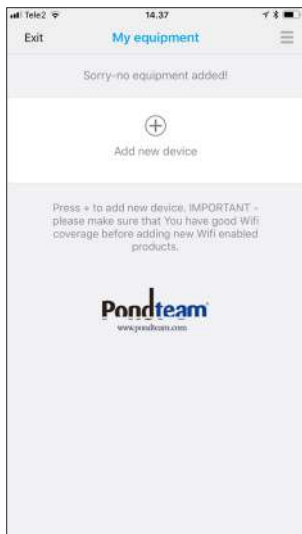 Tele2 14.37
Exit My equipment
Sorry-no equipment added!
Add new device
Press + to add new device. IMPORTANT -
please make sure that You have good Wifi
coverage before adding new Wifi enabled
products.
Pondteam
www.pondteam.com